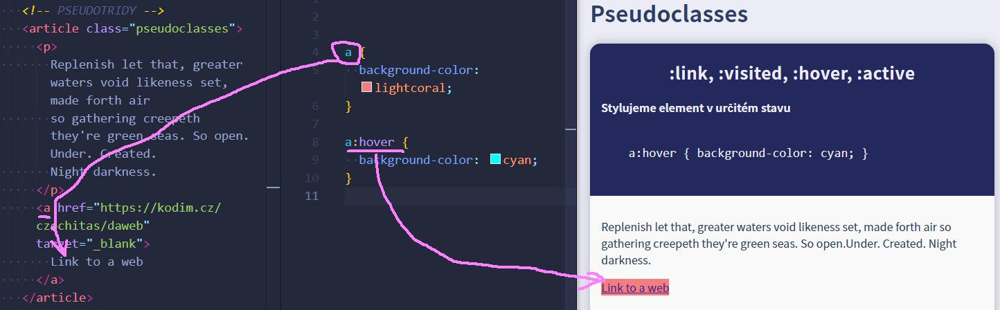 <!-- PSEUDOTRIDY -->
<article class="pseudoclasses">
<p>
Replenish let that, greater
waters void likeness set,
made forth air
so gathering creepeth
they're green seas. So open.
Under. Created.
Night darkness.
</p>
<a href="https://kodim.cz/
czechitas/daweb"
target="_blank">
Link to a web
</a>
</article>
1
2
3
4 a {
5 background-color:
lightcoral;
6 }
7
8 a:hover {
9 background-color: cyan;
10 }
11
Pseudoclasses
:link, :visited, :hover, :active
Stylujeme element v určitém stavu
a:hover { background-color: cyan; }
Replenish let that, greater waters void likeness set, made forth air so
gathering creepeth they're green seas. So open.Under. Created. Night
darkness.
Link to a web